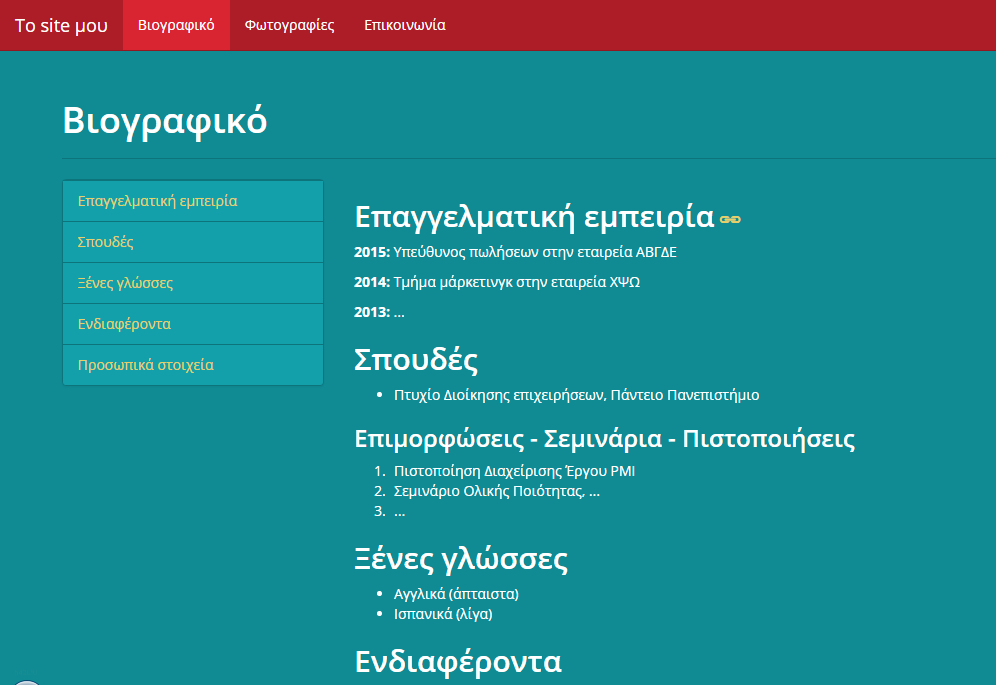 Το site μου
Βιογραφικό
Φωτογραφίες
Επικοινωνία
Βιογραφικό
Επαγγελματική εμπειρία
Σπουδές
Ξένες γλώσσες
Ενδιαφέροντα
Προσωπικά στοιχεία
Επαγγελματική εμπειρία
2015: Υπεύθυνος πωλήσεων στην εταιρεία ΑΒΓΔΕ
2014: Τμήμα μάρκετινγκ στην εταιρεία ΧΨΩ
2013: ...
Σπουδές
• Πτυχίο Διοίκησης επιχειρήσεων, Πάντειο Πανεπιστήμιο
Επιμορφώσεις - Σεμινάρια - Πιστοποιήσεις
1. Πιστοποίηση Διαχείρισης Έργου PMI
2. Σεμινάριο Ολικής Ποιότητας, ...
3. ...
Ξένες γλώσσες
• Αγγλικά (άπταιστα)
• Ισπανικά (λίγα)
Ενδιαφέροντα